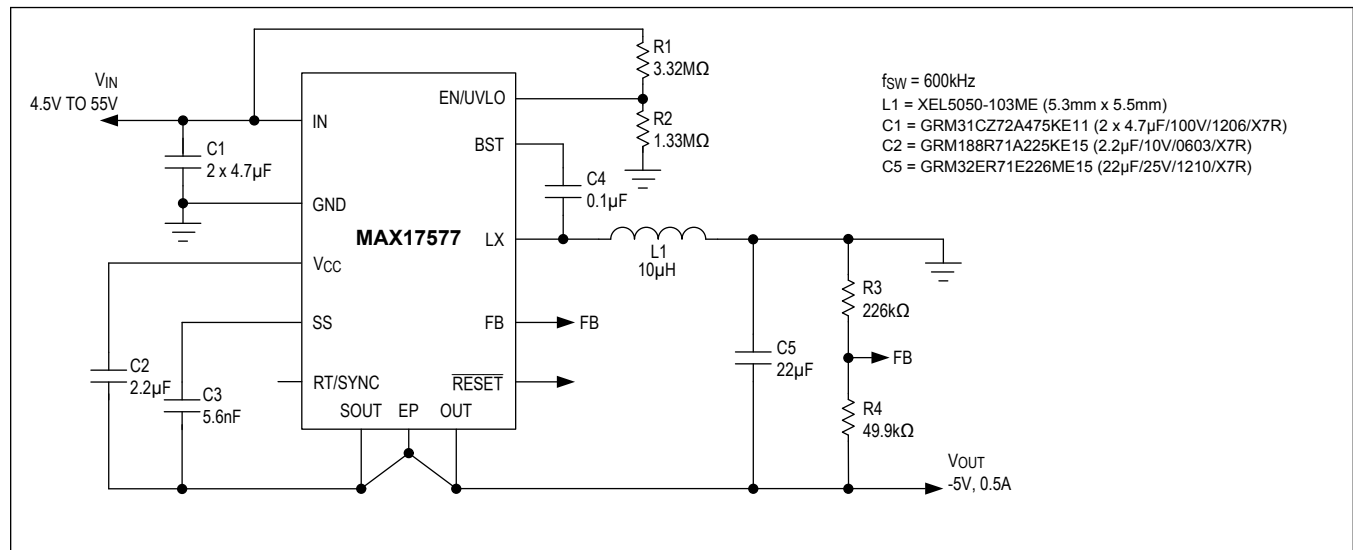 VIN
4.5V TO 55V
C1
2 x 4.7µF
IN
GND
VCC
SS
RT/SYNC
SOUT EP OUT
MAX17577
EN/UVLO
BST
LX
FB
RESET
R1
3.32MΩ
R2
1.33MΩ
C4
0.1µF
L1
10µH
FB
C2
2.2µF
C3
5.6nF
C5
22µF
R3
226kΩ
FB
R4
49.9kΩ
VOUT
-5V, 0.5A
fSW = 600kHz
L1 = XEL5050-103ME (5.3mm x 5.5mm)
C1 = GRM31CZ72A475KE11 (2 x 4.7µF/100V/1206/X7R)
C2 = GRM188R71A225KE15 (2.2µF/10V/0603/X7R)
C5 = GRM32ER71E226ME15 (22µF/25V/1210/X7R)